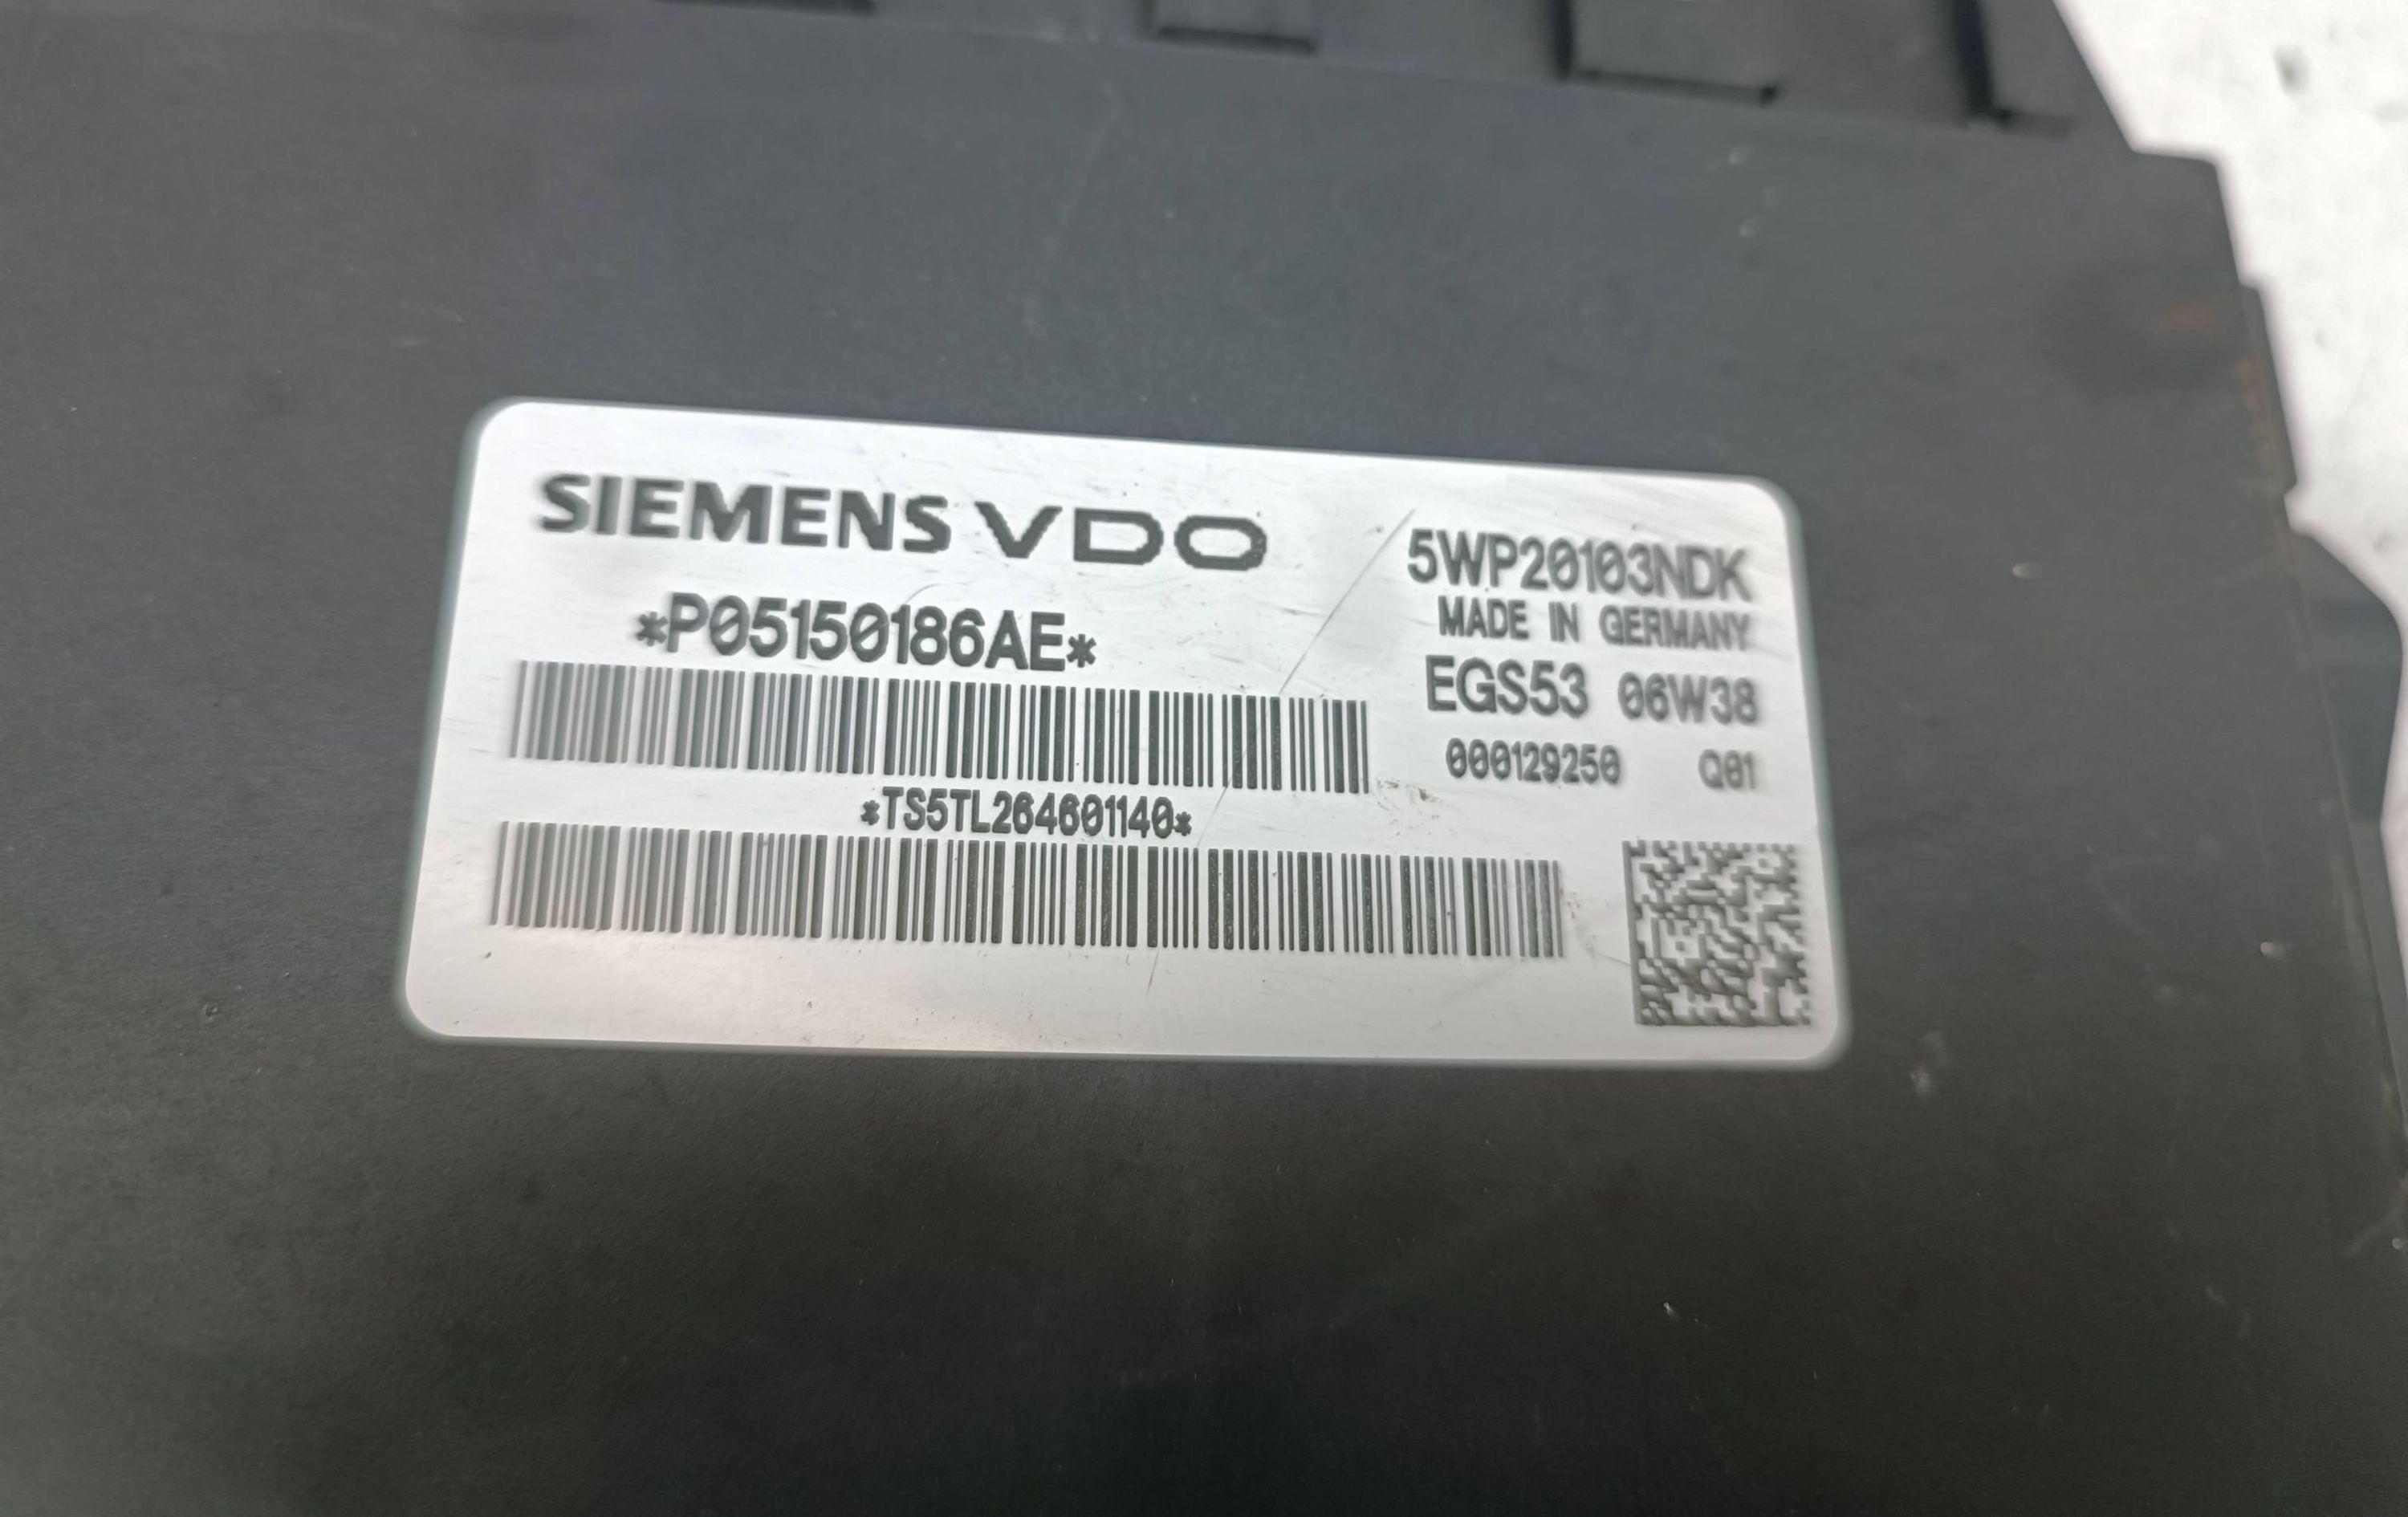 SIEMENS VDO
*P05150186AE*
*TS5TL264601140*
5WP20103NDK
MADE IN GERMANY
EGS53 06W38
000129250 Q01